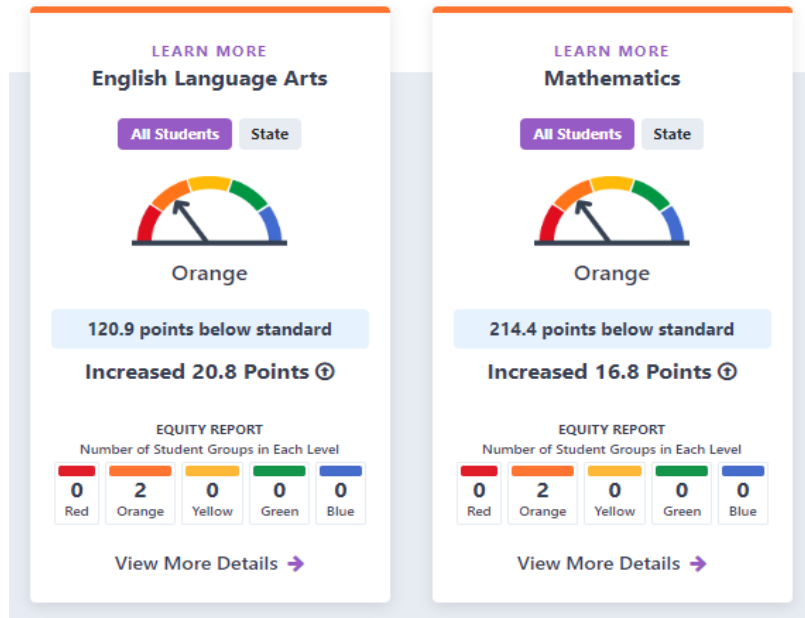 LEARN MORE
English Language Arts
All Students State
Orange
120.9 points below standard
Increased 20.8 Points
EQUITY REPORT
Number of Student Groups in Each Level
0 2 0 0 0
Red Orange Yellow Green Blue
View More Details
LEARN MORE
Mathematics
All Students State
Orange
214.4 points below standard
Increased 16.8 Points
EQUITY REPORT
Number of Student Groups in Each Level
0 2 0 0 0
Red Orange Yellow Green Blue
View More Details